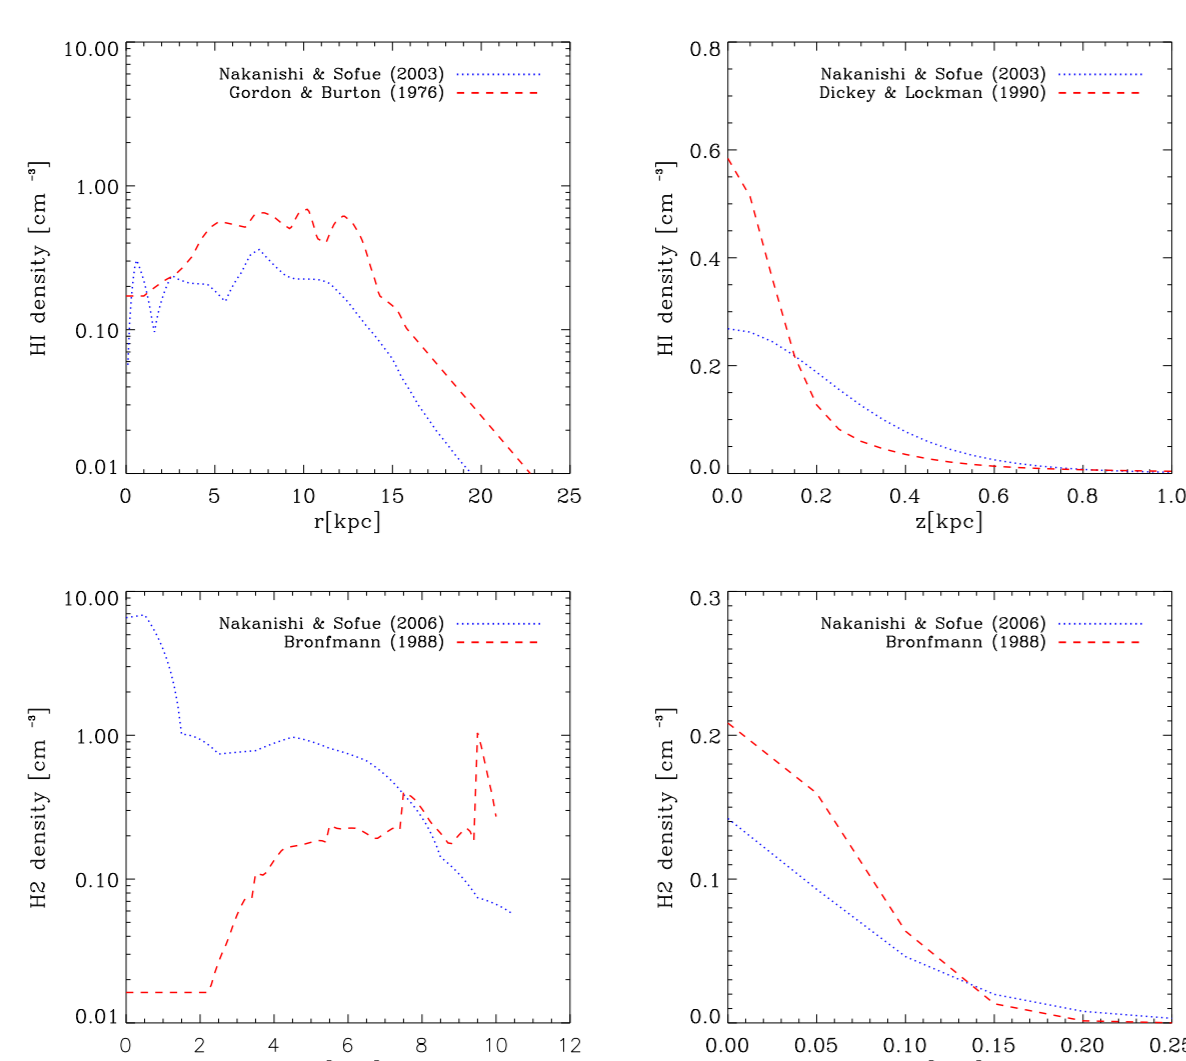 10.00
1.00
0.10
0.01
HI density [cm ⁻³]
Nakanishi & Sofue (2003)
Gordon & Burton (1976)
0 5 10 15 20 25
r[kpc]
0.8
0.6
0.4
0.2
0.0
HI density [cm ⁻³]
Nakanishi & Sofue (2003)
Dickey & Lockman (1990)
0.0 0.2 0.4 0.6 0.8 1.0
z[kpc]
10.00
1.00
0.10
0.01
H2 density [cm ⁻³]
Nakanishi & Sofue (2006)
Bronfmann (1988)
0 2 4 6 8 10 12
0.3
0.2
0.1
0.0
H2 density [cm ⁻³]
Nakanishi & Sofue (2006)
Bronfmann (1988)
0.00 0.05 0.10 0.15 0.20